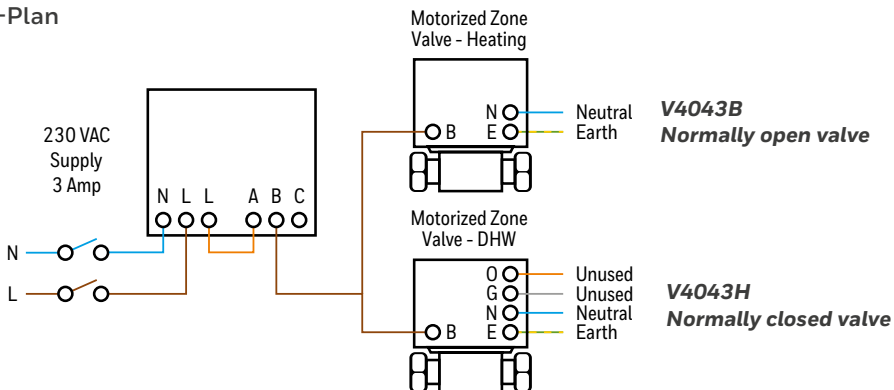 -Plan
Motorized Zone
Valve - Heating
N
Neutral
B
E
Earth
V4043B
Normally open valve
230 VAC
Supply
3 Amp
N L L A B C
N
L
Motorized Zone
Valve - DHW
O
Unused
G
Unused
N
Neutral
B
E
Earth
V4043H
Normally closed valve